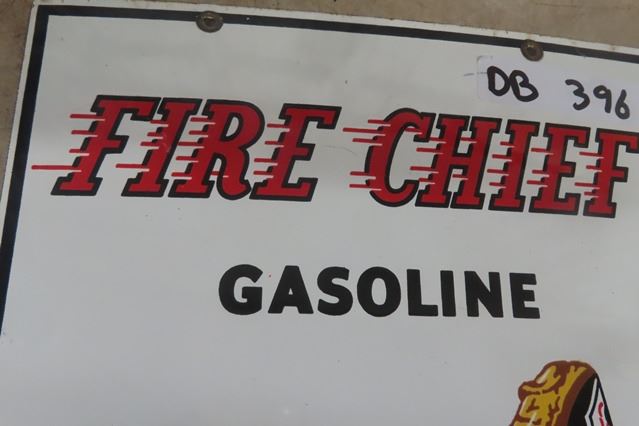 DB 396
FIRE CHIEF
GASOLINE